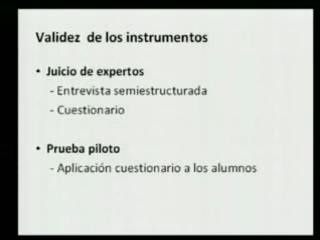 Validez de los instrumentos
• Juicio de expertos
- Entrevista semiestructurada
- Cuestionario
• Prueba piloto
- Aplicación cuestionario a los alumnos